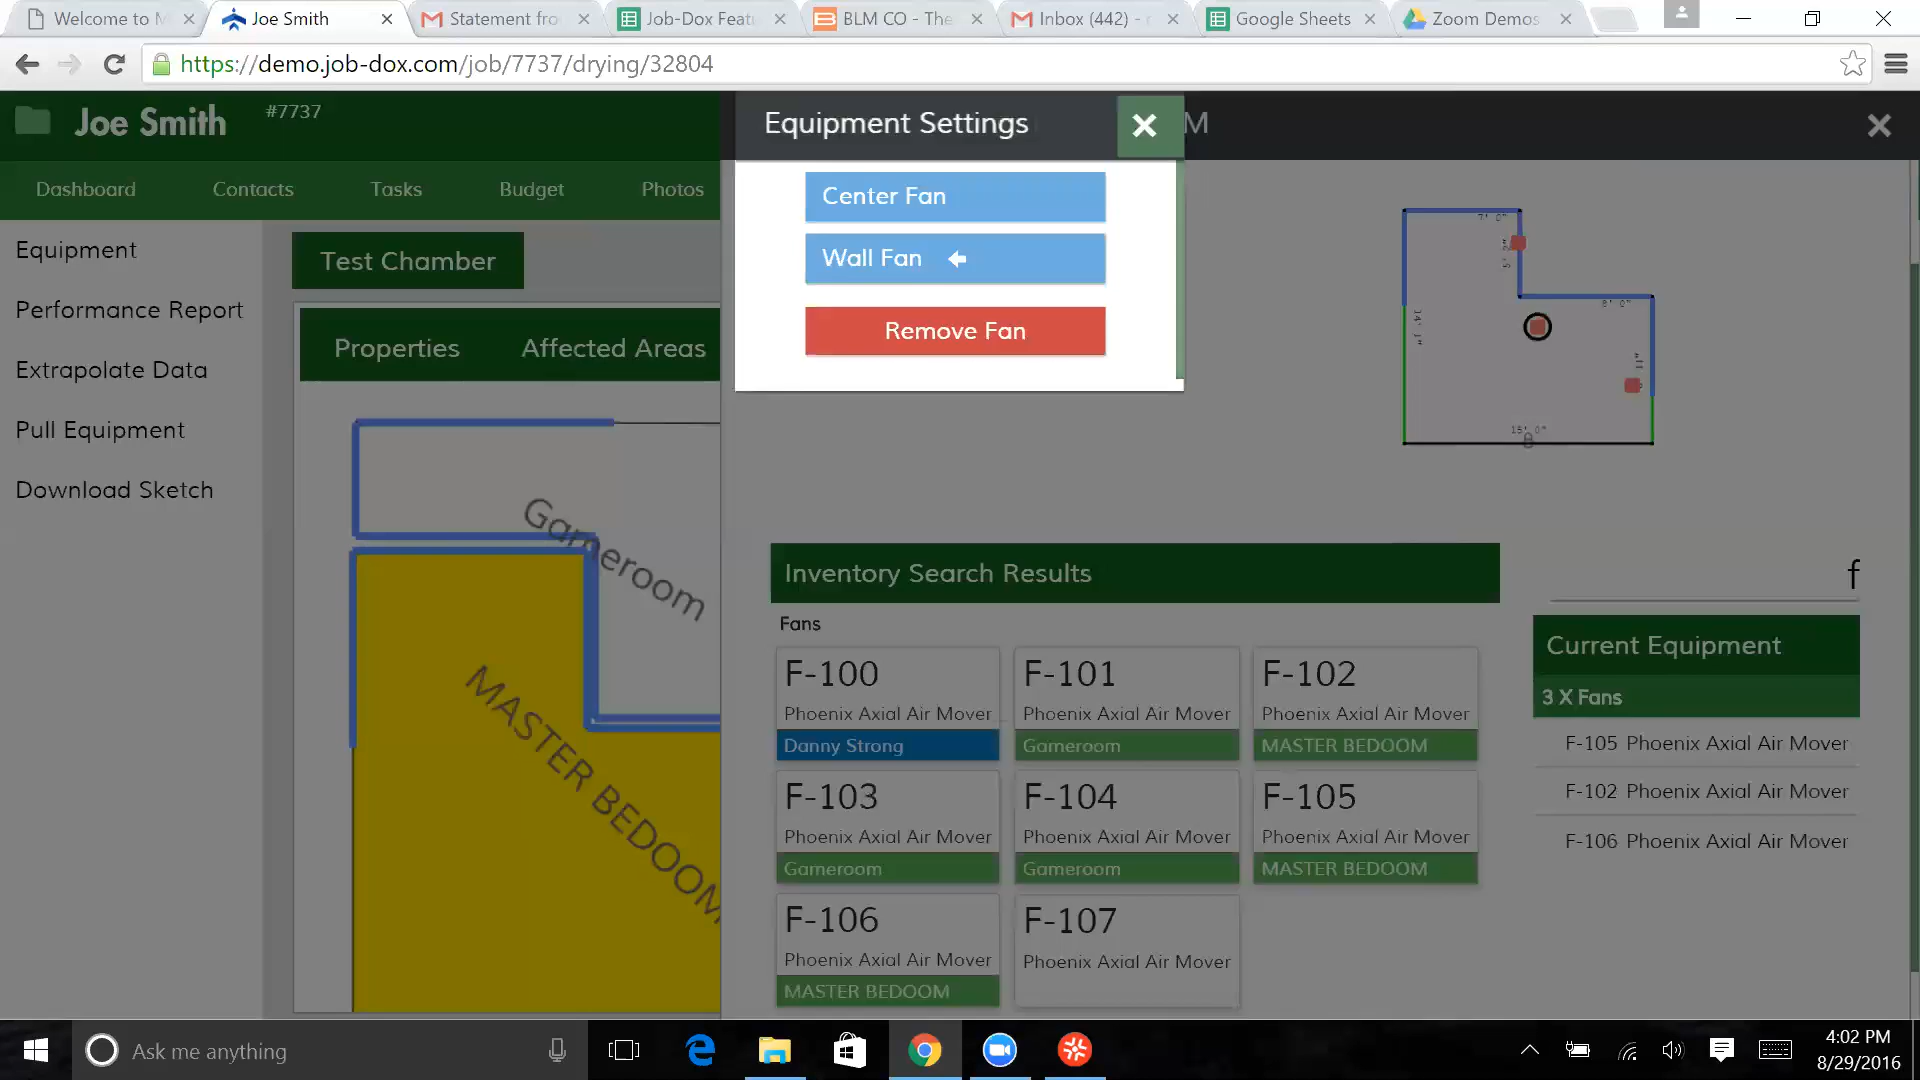 Welcome to M
Joe Smith
Statement fro
Job-Dox Feat
BLM CO - The
Inbox (442) -
Google Sheets
Zoom Demos
https://demo.job-dox.com/job/7737/drying/32804
Joe Smith
#7737
Equipment Settings
M
Dashboard
Contacts
Tasks
Budget
Photos
Equipment
Performance Report
Extrapolate Data
Pull Equipment
Download Sketch
Test Chamber
Properties
Affected Areas
Gameroom
MASTER BEDOOM
Center Fan
Wall Fan
Remove Fan
7' 0"
14' 1"
15' 0"
Inventory Search Results
f
Fans
F-100
Phoenix Axial Air Mover
Danny Strong
F-101
Phoenix Axial Air Mover
Gameroom
F-102
Phoenix Axial Air Mover
MASTER BEDOOM
F-103
Phoenix Axial Air Mover
Gameroom
F-104
Phoenix Axial Air Mover
Gameroom
F-105
Phoenix Axial Air Mover
MASTER BEDOOM
F-106
Phoenix Axial Air Mover
MASTER BEDOOM
F-107
Phoenix Axial Air Mover
Current Equipment
3 X Fans
F-105 Phoenix Axial Air Mover
F-102 Phoenix Axial Air Mover
F-106 Phoenix Axial Air Mover
Ask me anything
4:02 PM
8/29/2016